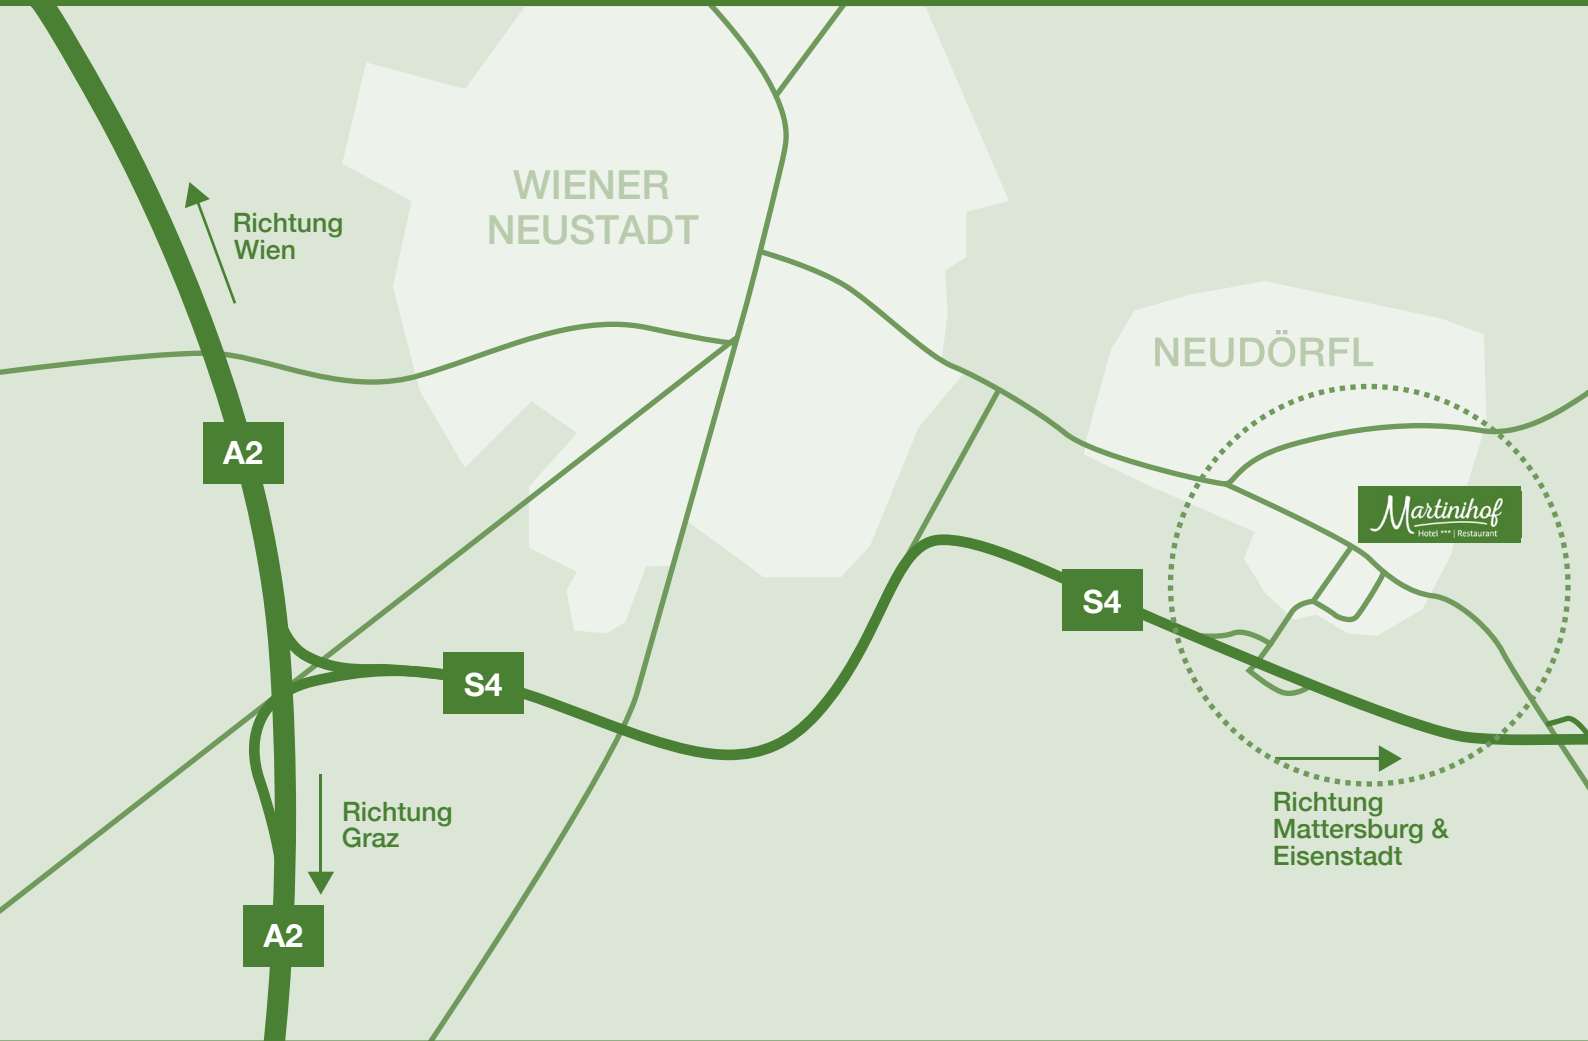 WIENER
NEUSTADT
Richtung
Wien
NEUDÖRFL
A2
Martinihof
Hotel *** | Restaurant
S4
S4
Richtung
Graz
Richtung
Mattersburg &
Eisenstadt
A2